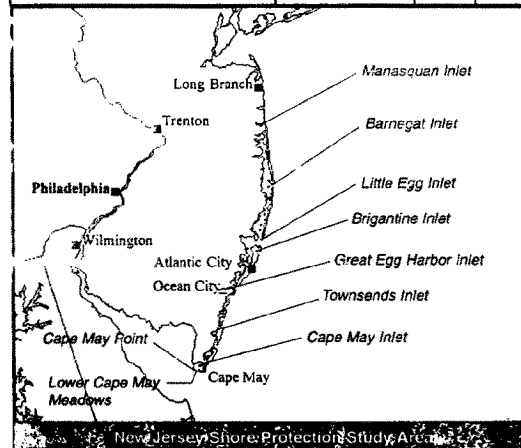 Long Branch
Manasquan Inlet
Trenton
Barnegat Inlet
Philadelphia
Little Egg Inlet
Brigantine Inlet
Wilmington
Atlantic City
Great Egg Harbor Inlet
Ocean City
Townsends Inlet
Cape May Point
Cape May Inlet
Cape May
Lower Cape May
Meadows
New Jersey Shore Protection Study Area